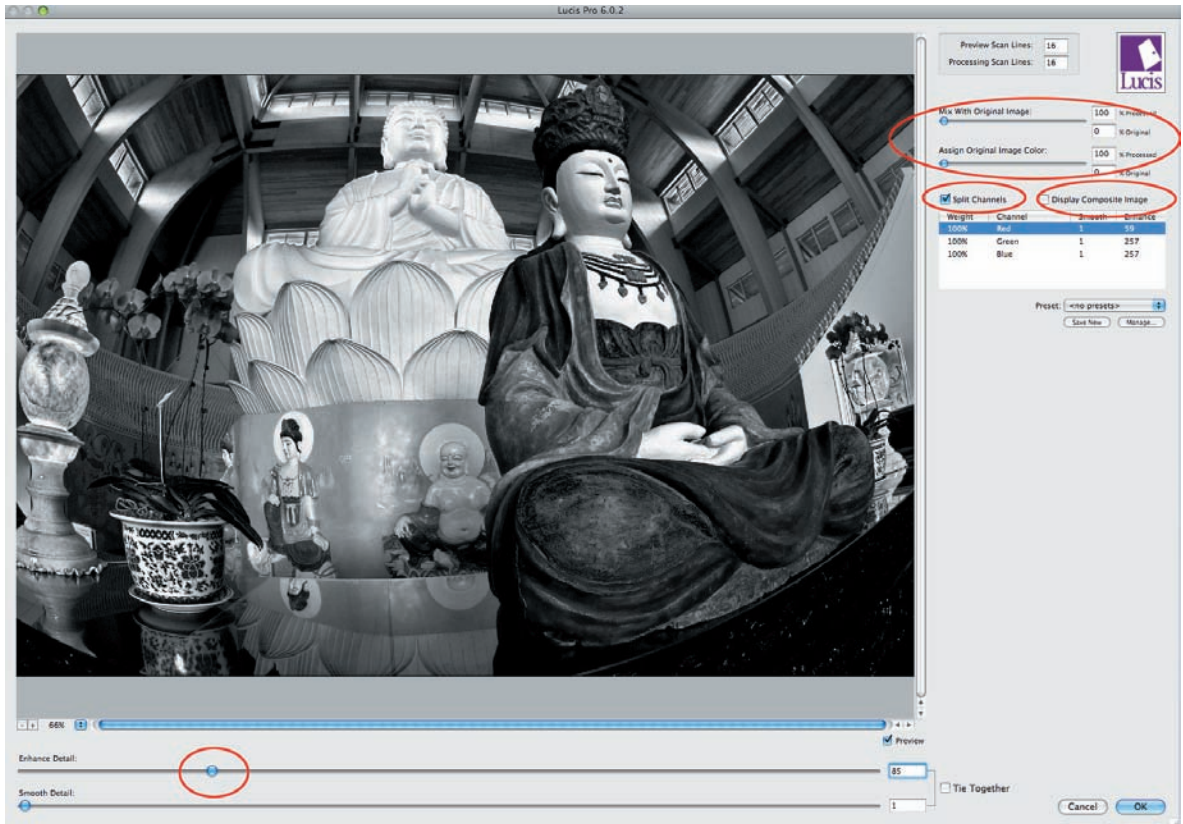 Lucis Pro 6.0.2
Preview Scan Lines: 16
Processing Scan Lines: 16
Lucis
Mix With Original Image: 100 % Processed
0 % Original
Assign Original Image Color: 100 % Processed
0 % Original
Split Channels Display Composite Image
Weight Channel Smooth Enhance
100% Red 1 59
100% Green 1 257
100% Blue 1 257
Preset: <no presets>
Save New Manage...
- + 66%
Preview
Enhance Detail: 85
Smooth Detail: 1
Tie Together
Cancel OK